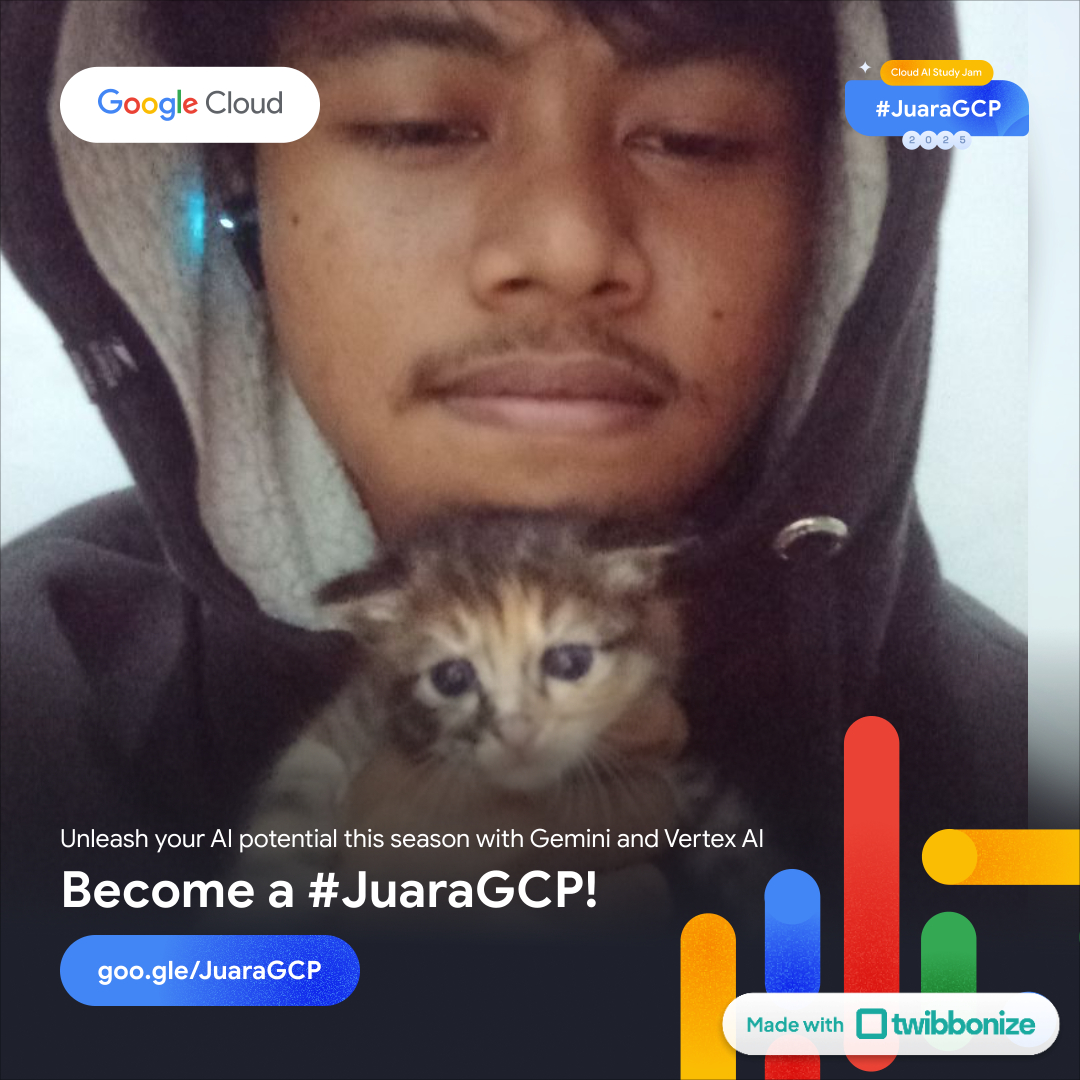 Google Cloud
Cloud AI Study Jam
#JuaraGCP
2025
Unleash your AI potential this season with Gemini and Vertex AI
Become a #JuaraGCP!
goo.gle/JuaraGCP
Made with twibbonize